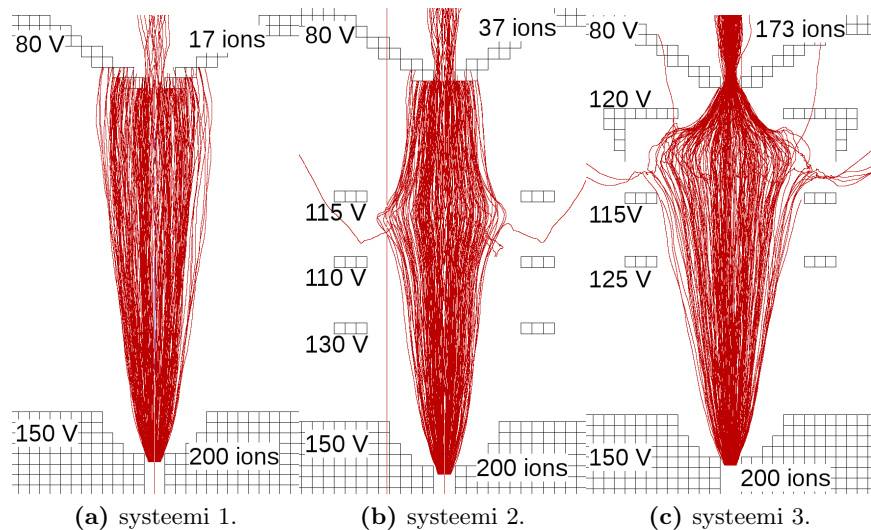 80 V
17 ions
150 V
200 ions
(a) systeemi 1.
80 V
37 ions
115 V
110 V
130 V
150 V
200 ions
(b) systeemi 2.
80 V
173 ions
120 V
115V
125 V
150 V
200 ions
(c) systeemi 3.